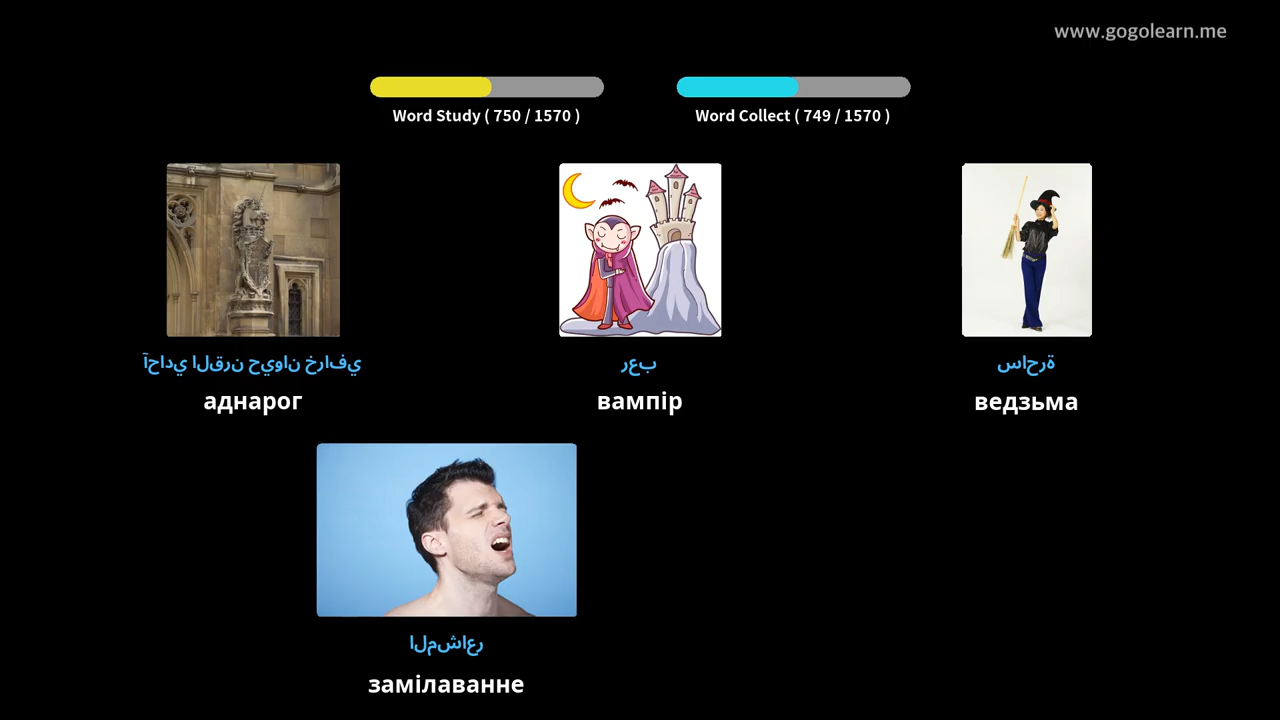 www.gogolearn.me
Word Study ( 750 / 1570 )
Word Collect ( 749 / 1570 )
آحادي القرن حيوان خرافي
رعب
ساحرة
аднарог
вампір
ведзьма
المشاعر
замілаванне